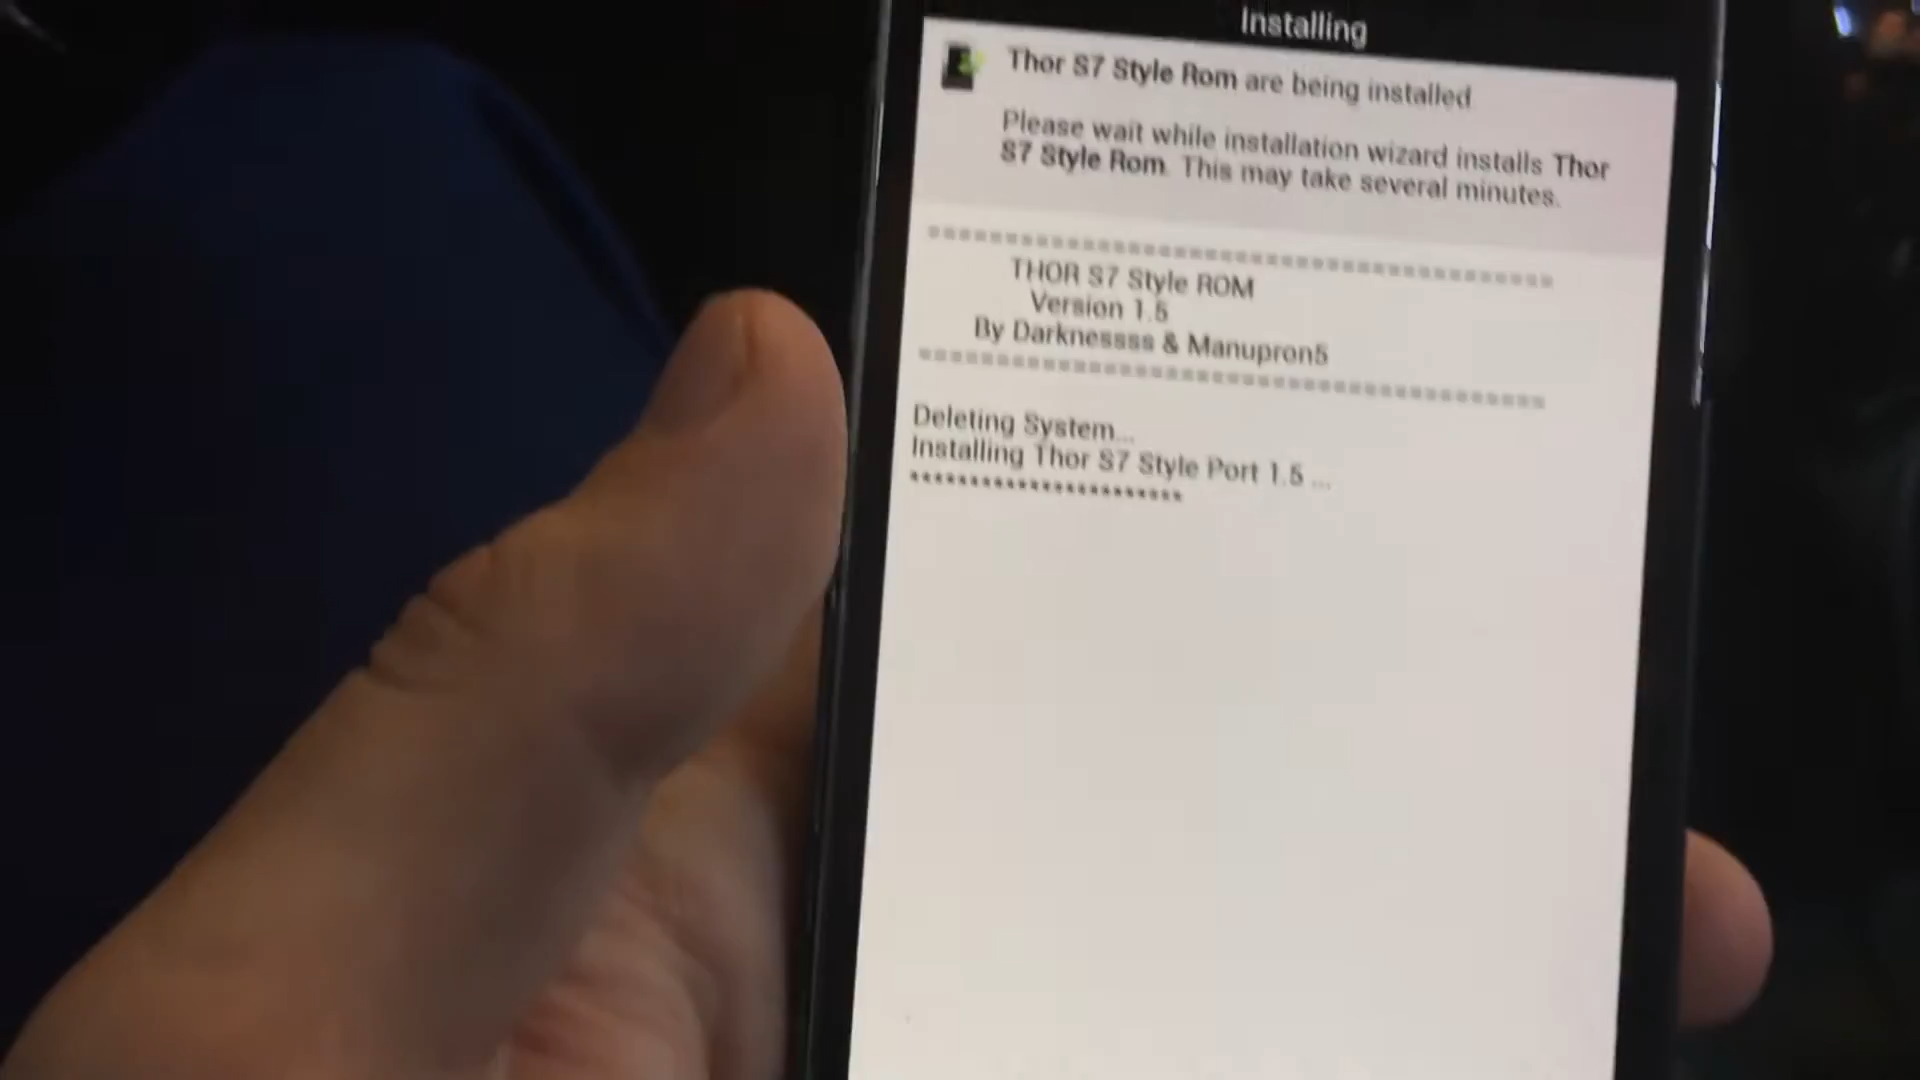 Installing
Thor S7 Style Rom are being installed
Please wait while installation wizard installs Thor
S7 Style Rom. This may take several minutes.
THOR S7 Style ROM
Version 1.5
By Darknessss & Manupron5
Deleting System...
Installing Thor S7 Style Port 1.5 ...